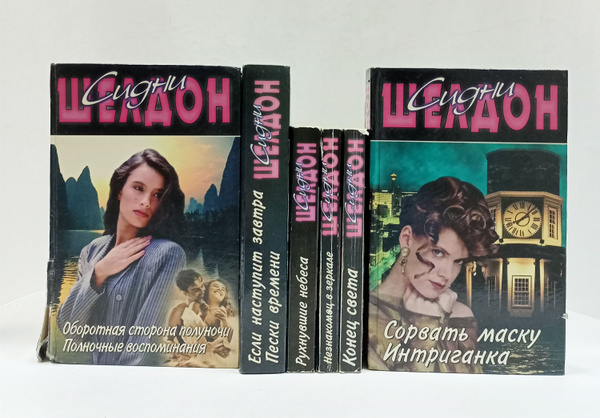 Сидни
ШЕЛДОН
Оборотная сторона полуночи
Полночные воспоминания
Сидни
ШЕЛДОН
Если наступит завтра
Пески времени
Сидни
ШЕЛДОН
Рухнувшие небеса
Сидни
ШЕЛДОН
Незнакомец в зеркале
Сидни
ШЕЛДОН
Конец света
Сидни
ШЕЛДОН
Сорвать маску
Интриганка